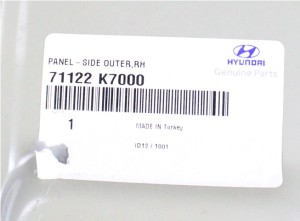 PANEL - SIDE OUTER,RH
HYUNDAI
Genuine Parts
71122 K7000
1
MADE IN Turkey
ID12 / 1001